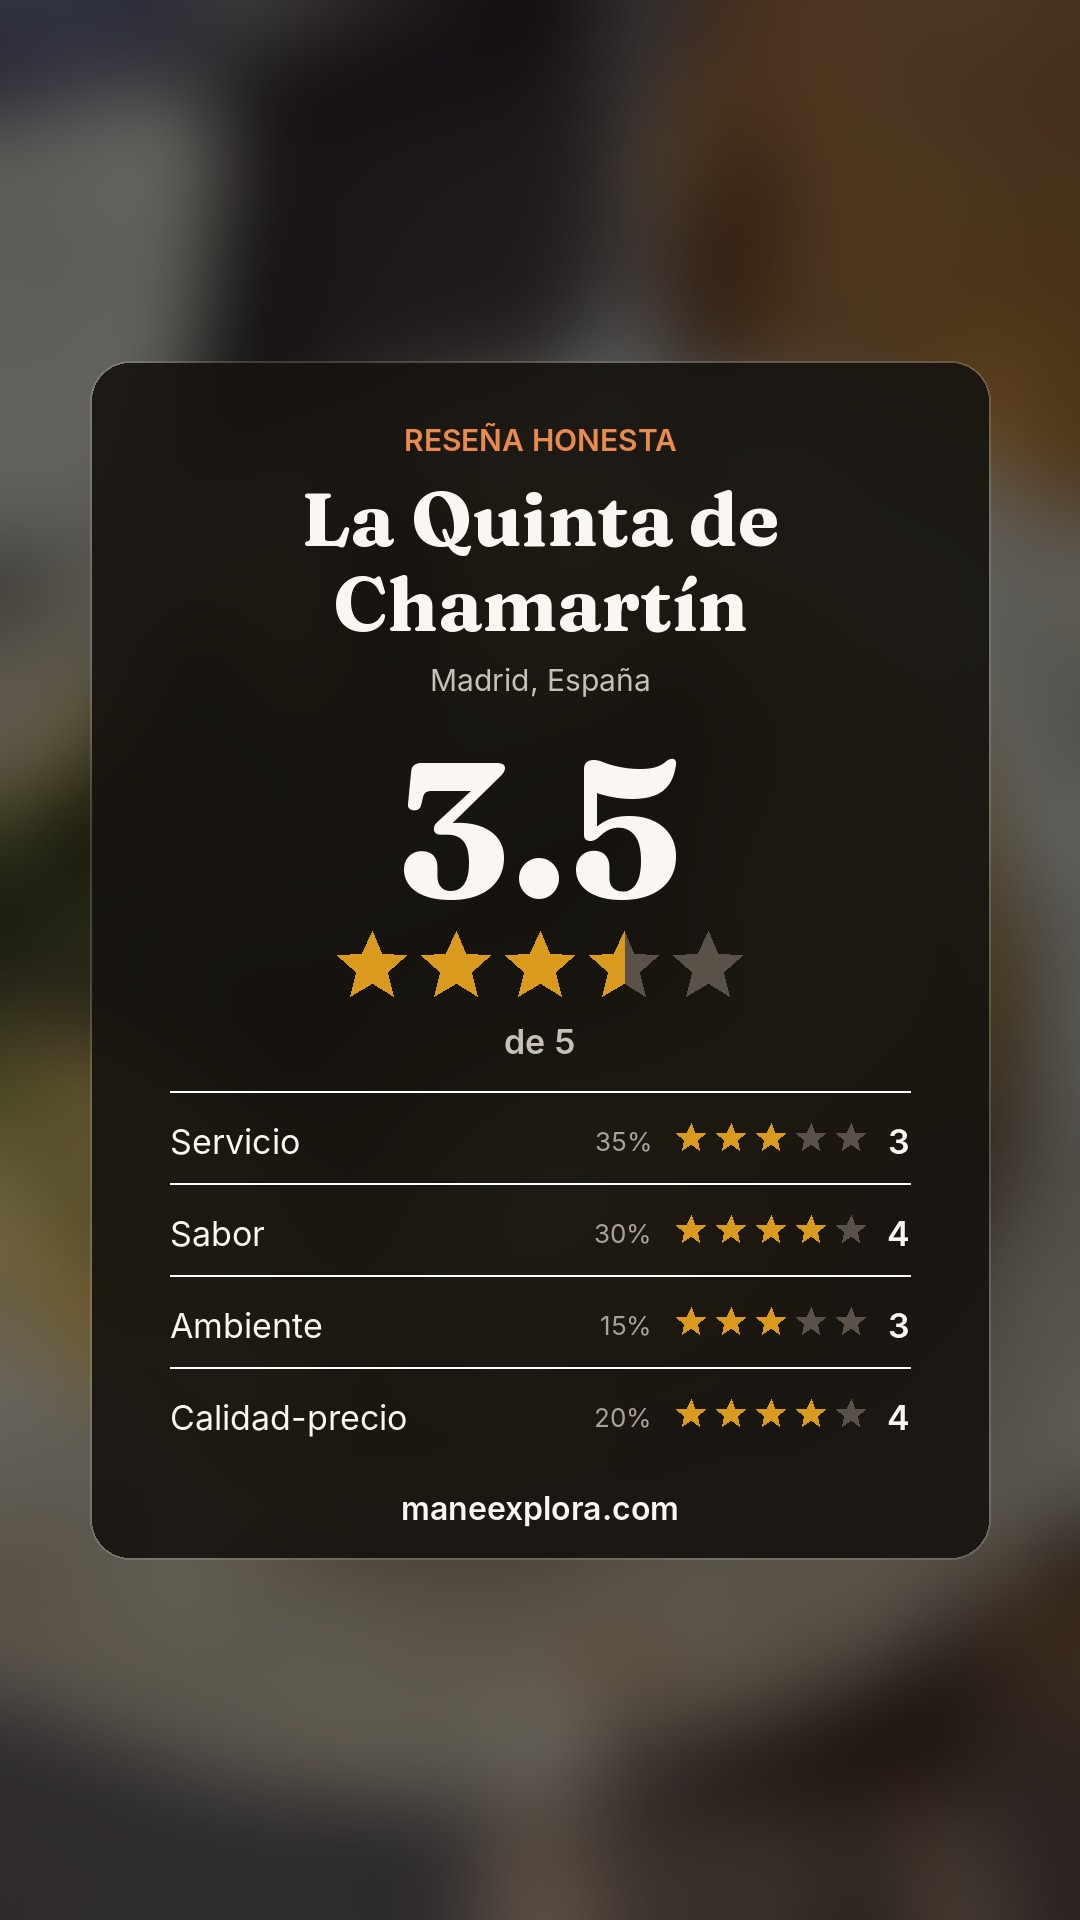 RESEÑA HONESTA
La Quinta de
Chamartín
Madrid, España
3.5
de 5
Servicio 35% 3
Sabor 30% 4
Ambiente 15% 3
Calidad-precio 20% 4
maneexplora.com